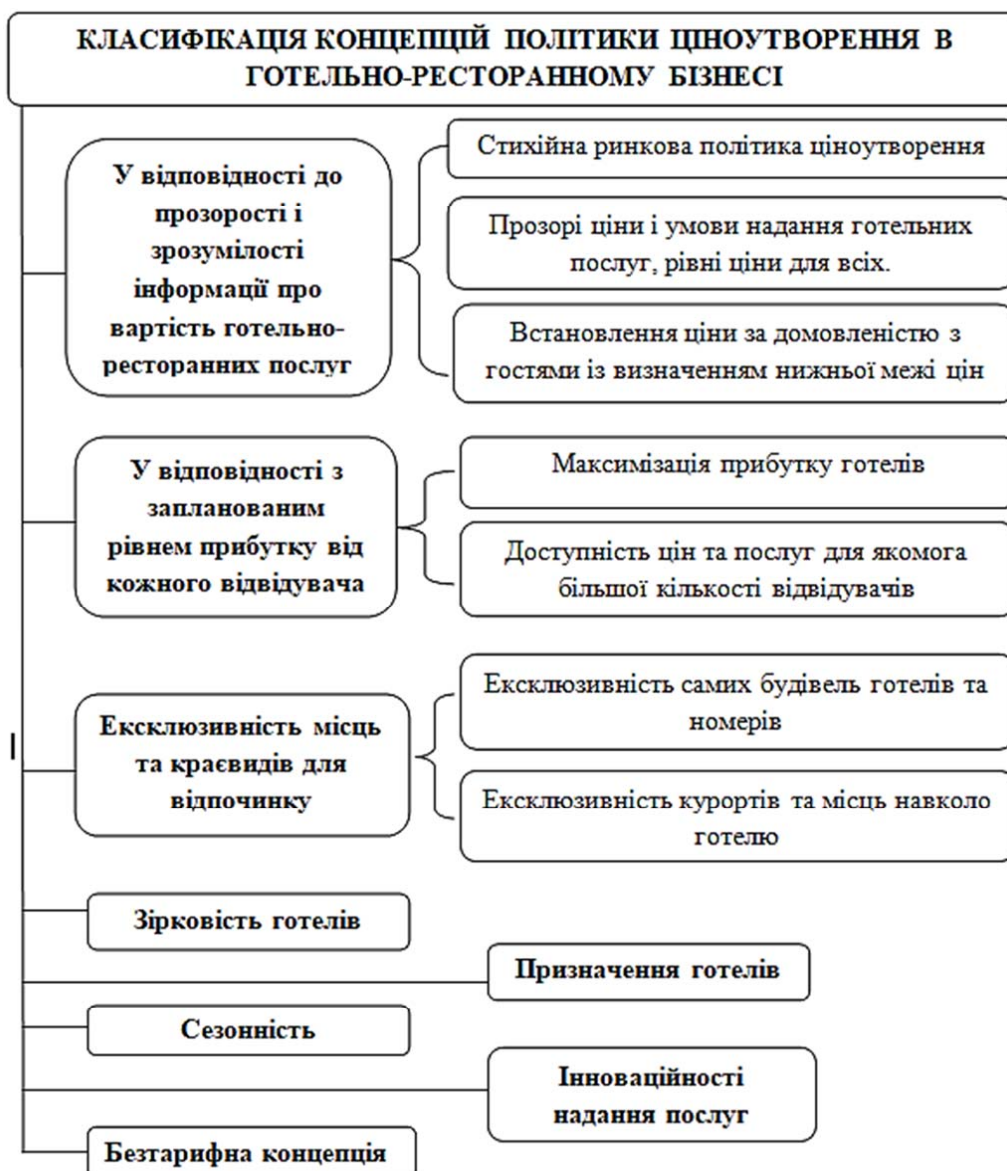 КЛАСИФІКАЦІЯ КОНЦЕПЦІЙ ПОЛІТИКИ ЦІНОУТВОРЕННЯ В
ГОТЕЛЬНО-РЕСТОРАННОМУ БІЗНЕСІ
У відповідності до
прозорості і
зрозумілості
інформації про
вартість готельно-
ресторанних послуг
Стихійна ринкова політика ціноутворення
Прозорі ціни і умови надання готельних
послуг, рівні ціни для всіх.
Встановлення ціни за домовленістю з
гостями із визначенням нижньої межі цін
У відповідності з
запланованим
рівнем прибутку від
кожного відвідувача
Максимізація прибутку готелів
Доступність цін та послуг для якомога
більшої кількості відвідувачів
Ексклюзивність місць
та краєвидів для
відпочинку
Ексклюзивність самих будівель готелів та
номерів
Ексклюзивність курортів та місць навколо
готелю
Зірковість готелів
Призначення готелів
Сезонність
Інноваційності
надання послуг
Безтарифна концепція